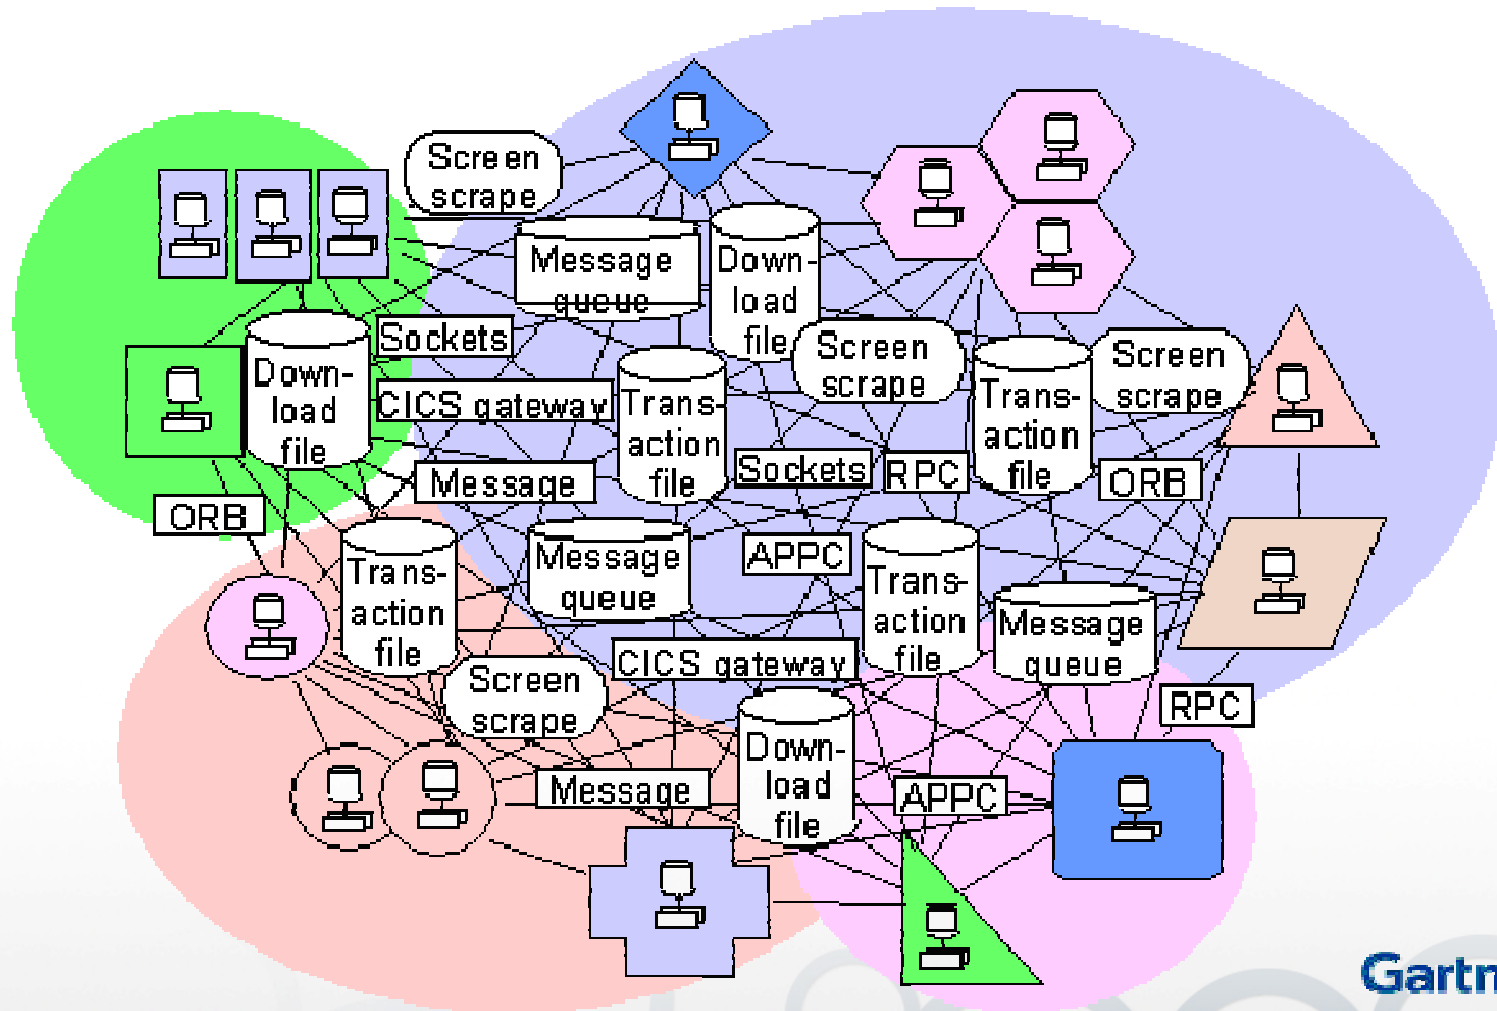 Screen
scrape
Message
queue
Down-
load
file
Sockets
Screen
scrape
Screen
scrape
Down-
load
file
CICS gateway
Trans-
action
file
Trans-
action
file
Message
Sockets
RPC
ORB
ORB
Trans-
action
file
Message
queue
APPC
Trans-
action
file
Message
queue
CICS gateway
Screen
scrape
RPC
Down-
load
file
Message
APPC
Gartn